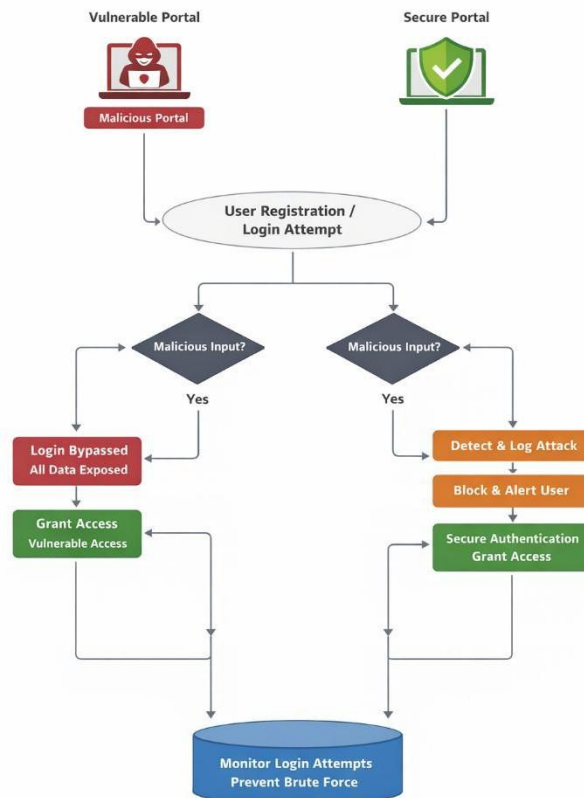 Vulnerable Portal
Secure Portal
Malicious Portal
User Registration /
Login Attempt
Malicious Input?
Malicious Input?
Yes
Yes
Login Bypassed
All Data Exposed
Detect & Log Attack
Block & Alert User
Grant Access
Vulnerable Access
Secure Authentication
Grant Access
Monitor Login Attempts
Prevent Brute Force